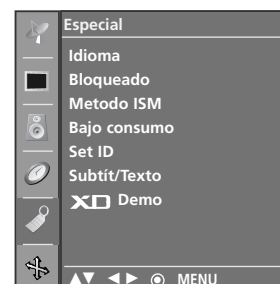 Especial
Idioma
Bloqueado
Metodo ISM
Bajo consumo
Set ID
Subtít/Texto
XD Demo
▲▼ ◄► ⦿ MENU